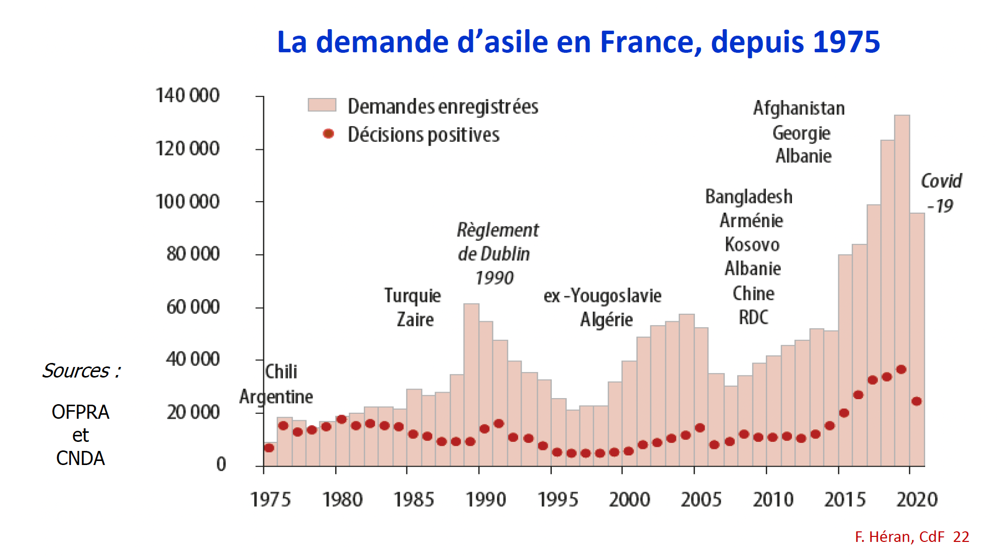 La demande d’asile en France, depuis 1975
140 000
120 000
100 000
80 000
60 000
40 000
20 000
0
Demandes enregistrées
Décisions positives
Chili
Argentine
Turquie
Zaire
Règlement
de Dublin
1990
ex -Yougoslavie
Algérie
Bangladesh
Arménie
Kosovo
Albanie
Chine
RDC
Afghanistan
Georgie
Albanie
Covid
-19
Sources :
OFPRA
et
CNDA
1975 1980 1985 1990 1995 2000 2005 2010 2015 2020
F. Héran, CdF 22